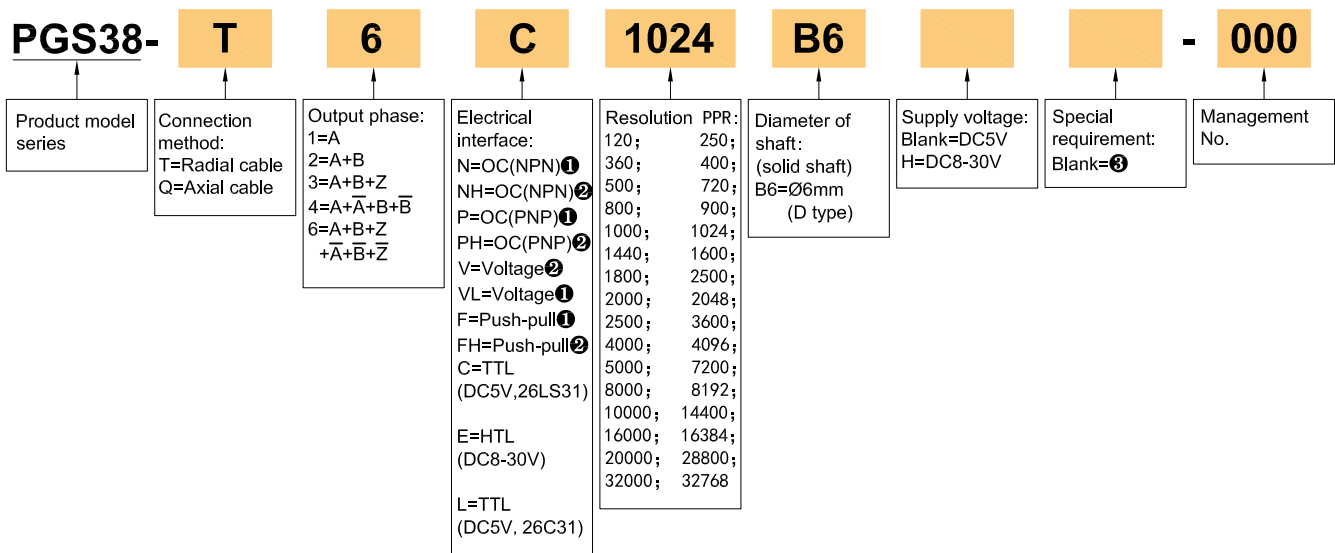 PGS38- T 6 C 1024 B6 - 000
Product model
series
Connection
method:
T=Radial cable
Q=Axial cable
Output phase:
1=A
2=A+B
3=A+B+Z
4=A+A̅+B+B̅
6=A+B+Z
+A̅+B̅+Z̅
Electrical
interface:
N=OC(NPN)❶
NH=OC(NPN)❷
P=OC(PNP)❶
PH=OC(PNP)❷
V=Voltage❷
VL=Voltage❶
F=Push-pull❶
FH=Push-pull❷
C=TTL
(DC5V,26LS31)
E=HTL
(DC8-30V)
L=TTL
(DC5V, 26C31)
Resolution PPR:
120; 250;
360; 400;
500; 720;
800; 900;
1000; 1024;
1440; 1600;
1800; 2500;
2000; 2048;
2500; 3600;
4000; 4096;
5000; 7200;
8000; 8192;
10000; 14400;
16000; 16384;
20000; 28800;
32000; 32768
Diameter of
shaft:
(solid shaft)
B6=Ø6mm
(D type)
Supply voltage:
Blank=DC5V
H=DC8-30V
Special
requirement:
Blank=❸
Management
No.